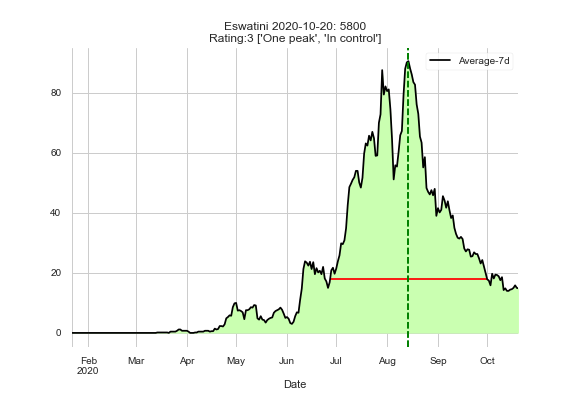 Eswatini 2020-10-20: 5800
Rating:3 ['One peak', 'In control']
Average-7d
80
60
40
20
0
Feb Mar Apr May Jun Jul Aug Sep Oct
2020
Date